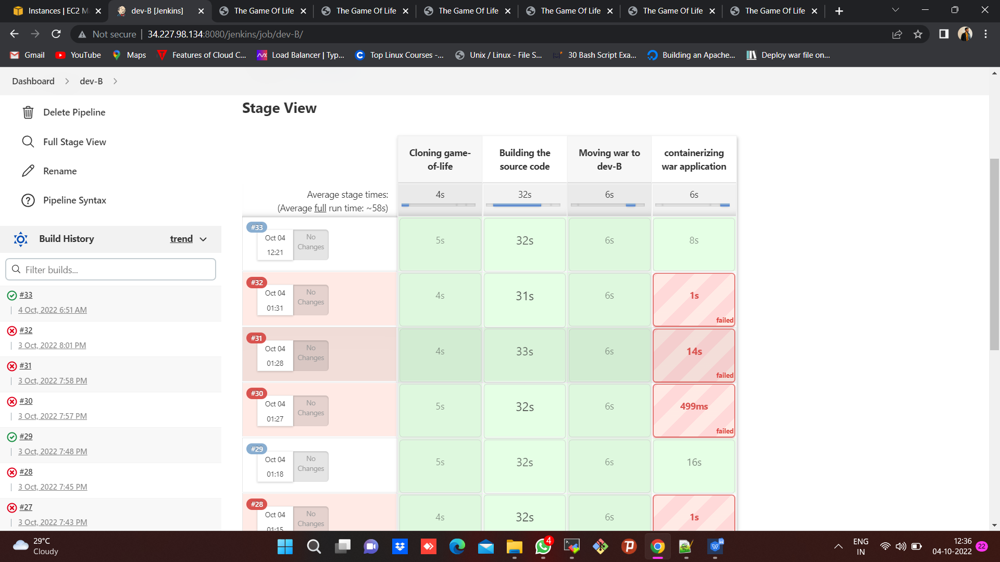 Instances | EC2 M
dev-B [Jenkins]
The Game Of Life
The Game Of Life
The Game Of Life
The Game Of Life
The Game Of Life
The Game Of Life
Not secure
34.227.98.134:8080/jenkins/job/dev-B/
Gmail
YouTube
Maps
Features of Cloud C...
Load Balancer | Typ...
Top Linux Courses -...
Unix / Linux - File S...
30 Bash Script Exa...
Building an Apache...
Deploy war file on...
Dashboard
dev-B
Delete Pipeline
Full Stage View
Rename
Pipeline Syntax
Build History
trend
Filter builds...
#33
4 Oct, 2022 6:51 AM
#32
3 Oct, 2022 8:01 PM
#31
3 Oct, 2022 7:58 PM
#30
3 Oct, 2022 7:57 PM
#29
3 Oct, 2022 7:48 PM
#28
3 Oct, 2022 7:45 PM
#27
3 Oct, 2022 7:43 PM
Stage View
Cloning game-
of-life
Building the
source code
Moving war to
dev-B
containerizing
war application
Average stage times:
(Average full run time: ~58s)
4s
32s
6s
6s
#33
Oct 04
12:21
No
Changes
5s
32s
6s
8s
#32
Oct 04
01:31
No
Changes
4s
31s
6s
1s
failed
#31
Oct 04
01:28
No
Changes
4s
33s
6s
14s
failed
#30
Oct 04
01:27
No
Changes
5s
32s
6s
499ms
failed
#29
Oct 04
01:18
No
Changes
5s
32s
6s
16s
#28
Oct 04
01:15
No
Changes
4s
32s
6s
1s
29°C
Cloudy
4
ENG
IN
12:36
04-10-2022
22